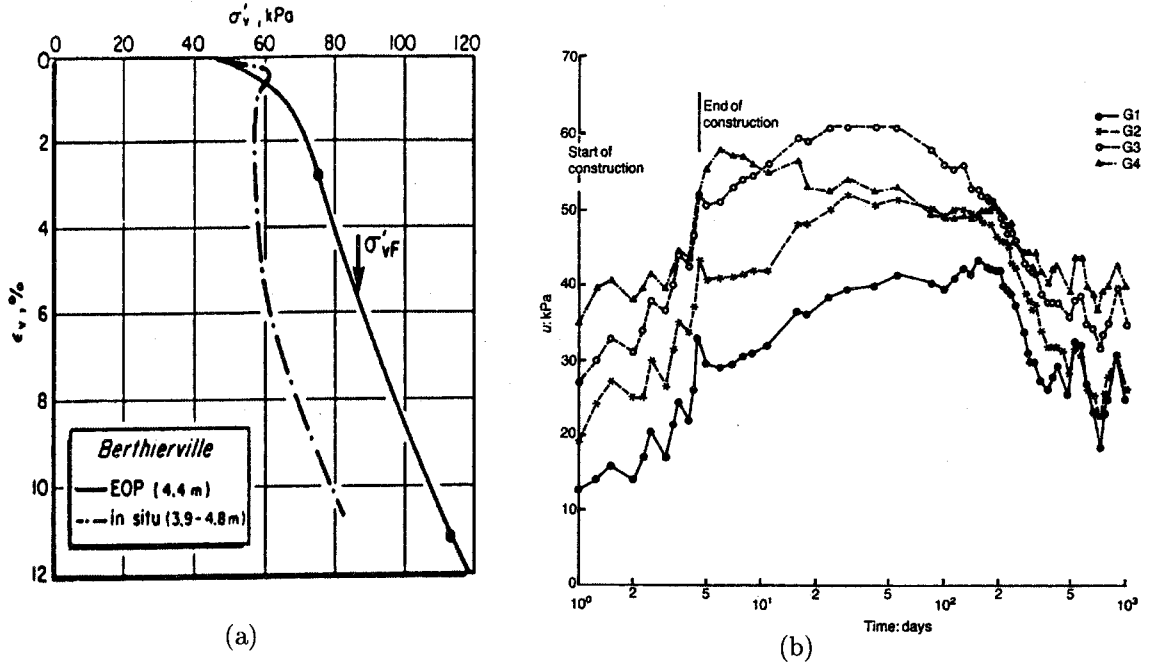 σ'v, kPa
0 20 40 60 80 100 120
0
2
4
6
8
10
12
εv, %
σ'vF
Berthierville
EOP (4.4 m)
in situ (3.9-4.8m)
(a)
70
60
50
40
30
20
10
0
u: kPa
Start of
construction
End of
construction
G1
G2
G3
G4
10⁰ 2 5 10¹ 2 5 10² 2 5 10³
Time: days
(b)